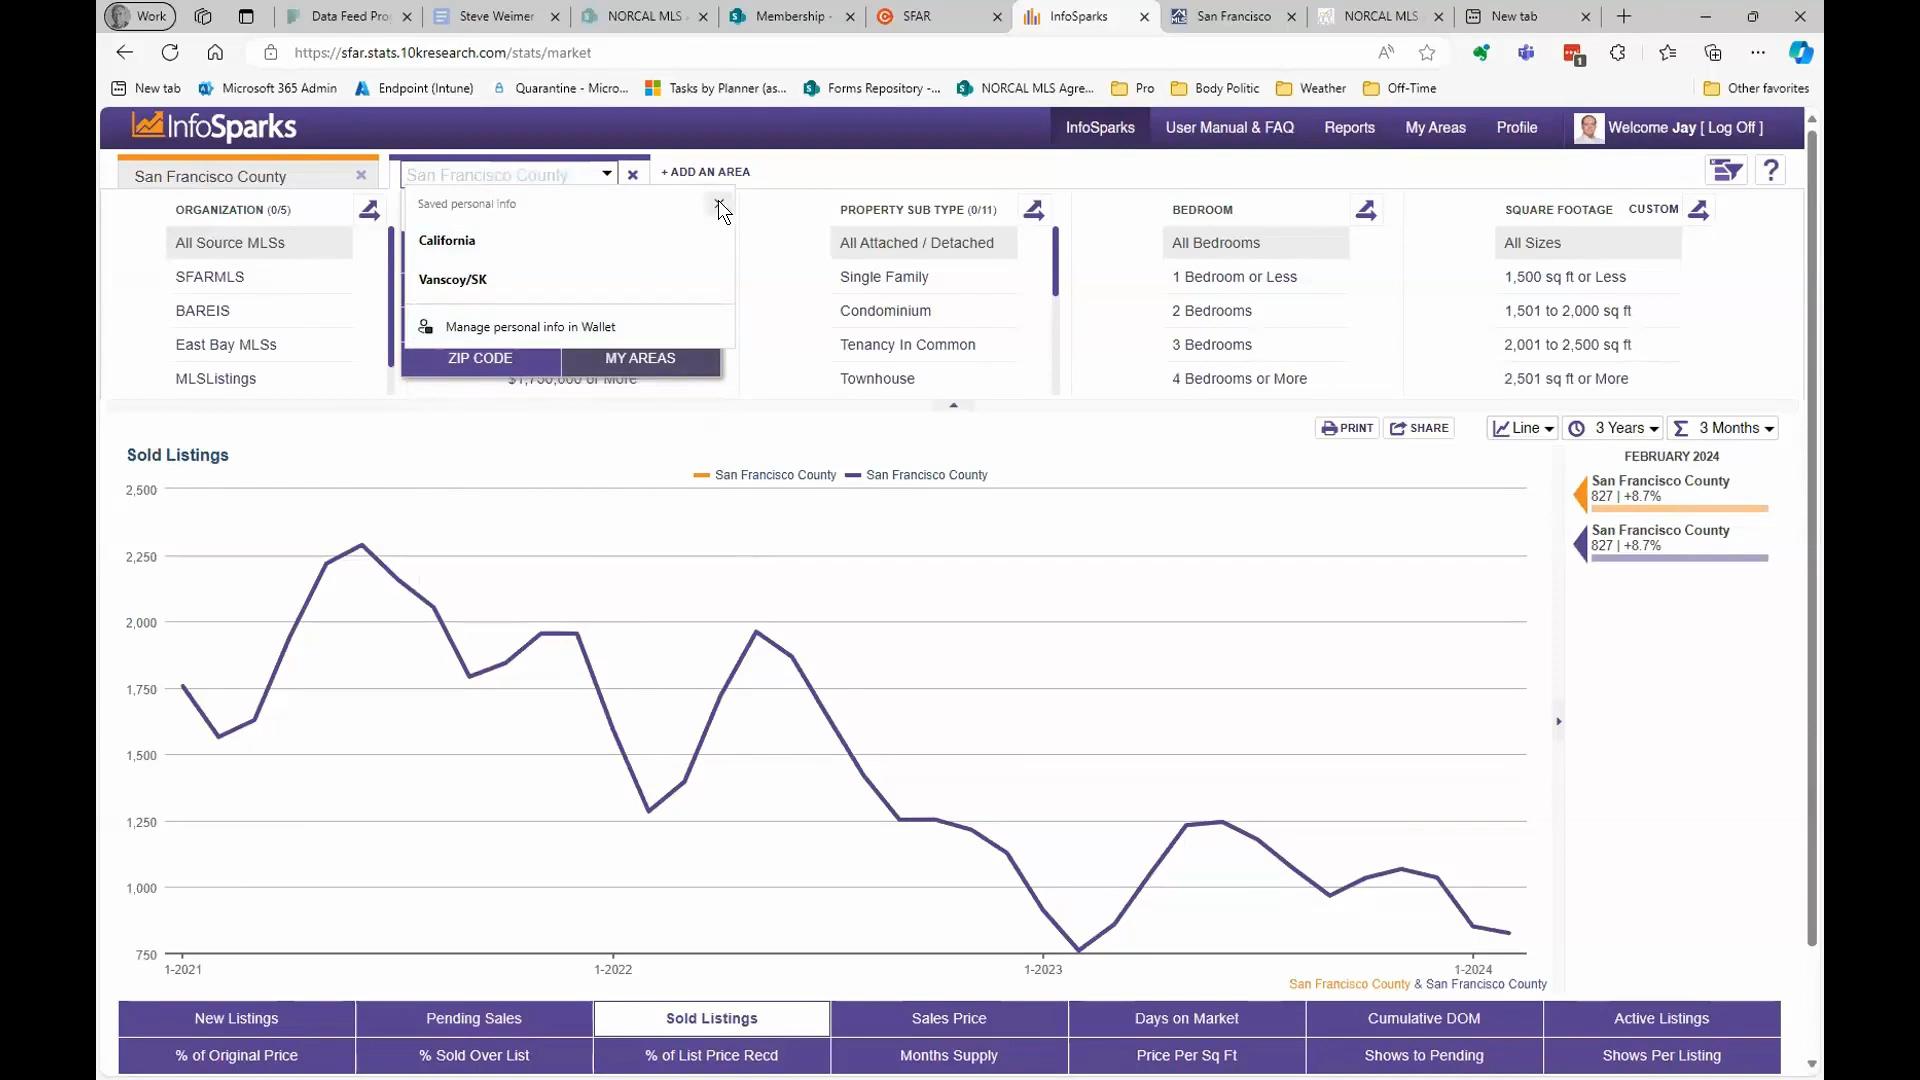 Work
Data Feed Pro
Steve Weimer
NORCAL MLS
Membership -
SFAR
InfoSparks
San Francisco
NORCAL MLS
New tab
https://sfar.stats.10kresearch.com/stats/market
1
New tab
Microsoft 365 Admin
Endpoint (Intune)
Quarantine - Micro...
Tasks by Planner (as...
Forms Repository -...
NORCAL MLS Agre...
Pro
Body Politic
Weather
Off-Time
Other favorites
InfoSparks
InfoSparks
User Manual & FAQ
Reports
My Areas
Profile
Welcome Jay [ Log Off ]
San Francisco County
San Francisco County
+ ADD AN AREA
?
ORGANIZATION (0/5)
All Source MLSs
SFARMLS
BAREIS
East Bay MLSs
MLSListings
Saved personal info
California
Vanscoy/SK
Manage personal info in Wallet
ZIP CODE
MY AREAS
$1,750,000 or More
PROPERTY SUB TYPE (0/11)
All Attached / Detached
Single Family
Condominium
Tenancy In Common
Townhouse
BEDROOM
All Bedrooms
1 Bedroom or Less
2 Bedrooms
3 Bedrooms
4 Bedrooms or More
SQUARE FOOTAGE
CUSTOM
All Sizes
1,500 sq ft or Less
1,501 to 2,000 sq ft
2,001 to 2,500 sq ft
2,501 sq ft or More
PRINT
SHARE
Line
3 Years
3 Months
Sold Listings
San Francisco County
San Francisco County
FEBRUARY 2024
San Francisco County
827 | +8.7%
San Francisco County
827 | +8.7%
2,500
2,250
2,000
1,750
1,500
1,250
1,000
750
1-2021
1-2022
1-2023
1-2024
San Francisco County & San Francisco County
New Listings
Pending Sales
Sold Listings
Sales Price
Days on Market
Cumulative DOM
Active Listings
% of Original Price
% Sold Over List
% of List Price Recd
Months Supply
Price Per Sq Ft
Shows to Pending
Shows Per Listing